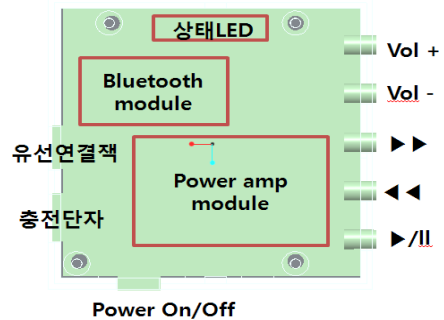 상태LED
Vol +
Bluetooth
module
Vol -
유선연결잭
▶▶
Power amp
module
◀◀
충전단자
▶/II
Power On/Off